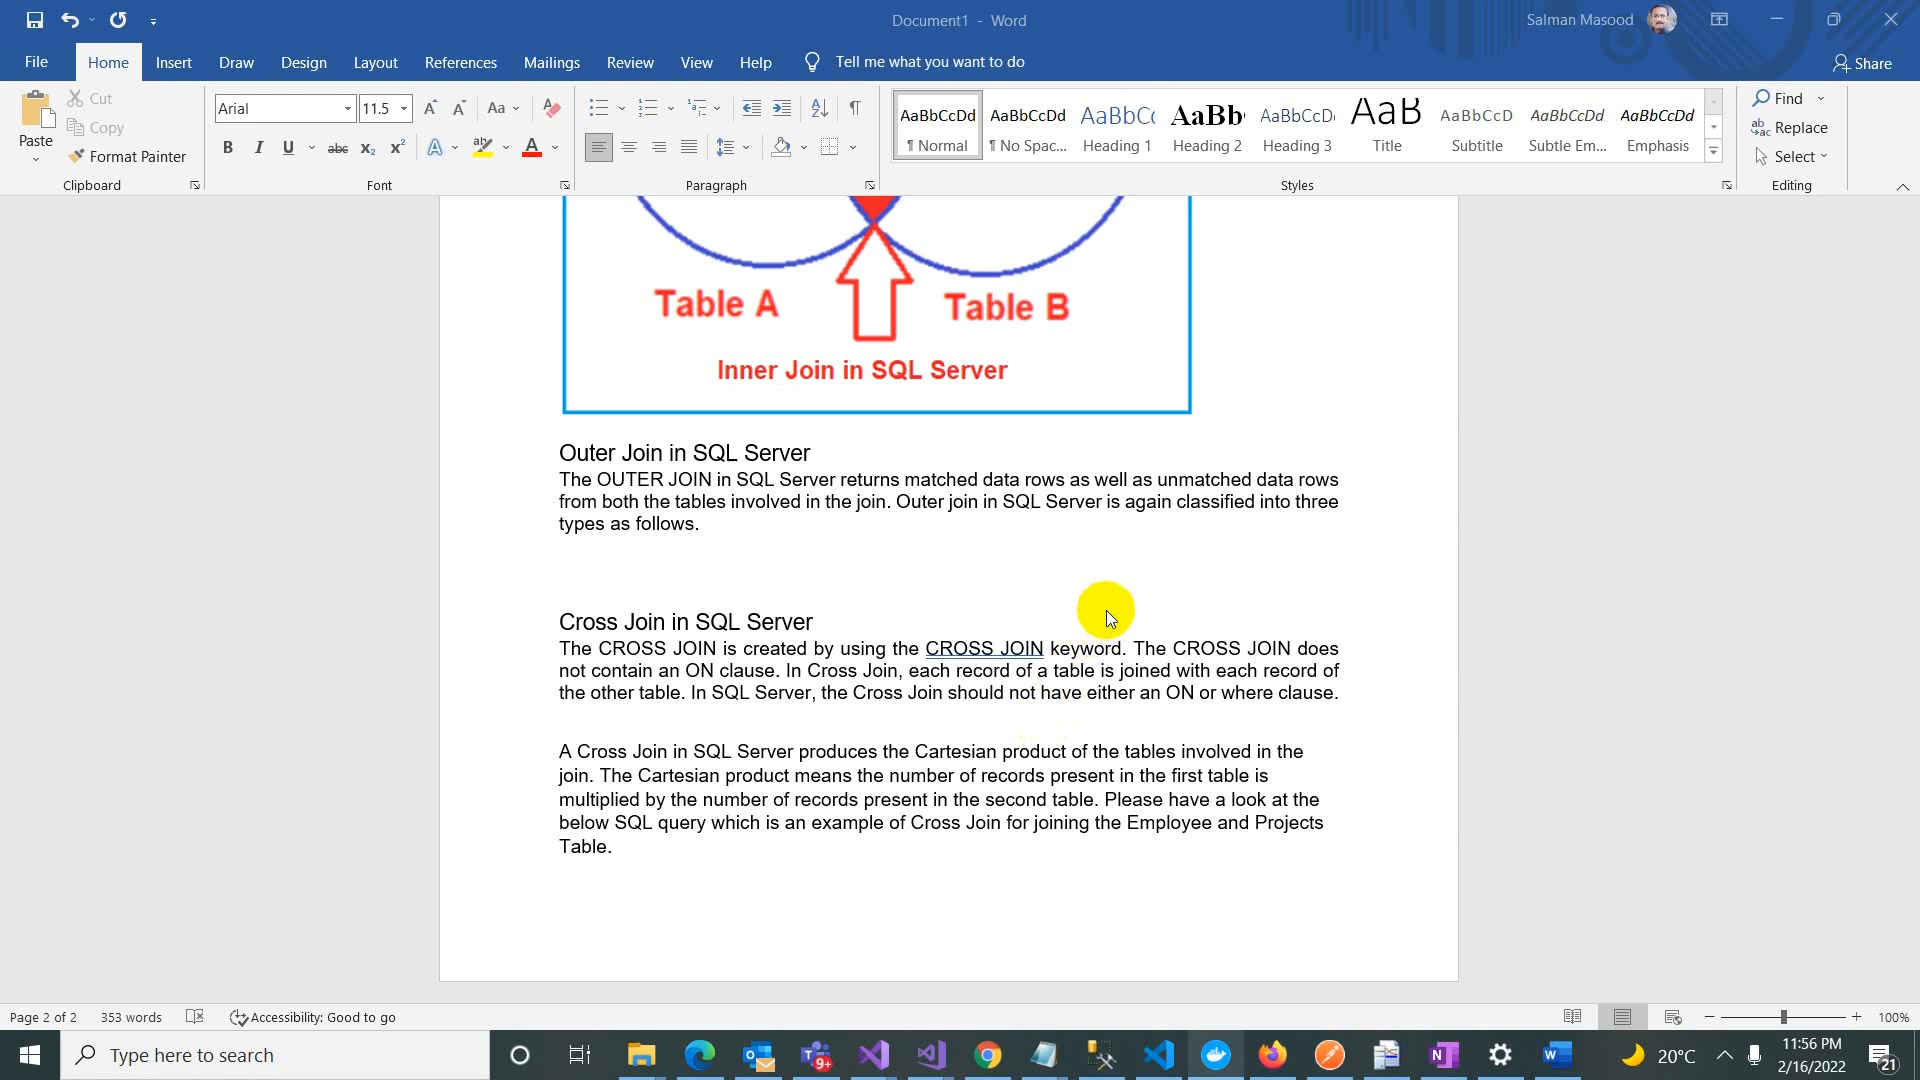 Document1 - Word
Salman Masood
File Home Insert Draw Design Layout References Mailings Review View Help Tell me what you want to do Share
Paste
Cut
Copy
Format Painter
Clipboard
Arial 11.5
Font
Paragraph
AaBbCcDd AaBbCcDd AaBbCc AaBb AaBbCcDd AaB AaBbCcD AaBbCcDd AaBbCcDd
¶ Normal ¶ No Spac... Heading 1 Heading 2 Heading 3 Title Subtitle Subtle Em... Emphasis
Styles
Find
Replace
Select
Editing
Table A Table B
Inner Join in SQL Server
Outer Join in SQL Server
The OUTER JOIN in SQL Server returns matched data rows as well as unmatched data rows
from both the tables involved in the join. Outer join in SQL Server is again classified into three
types as follows.
Cross Join in SQL Server
The CROSS JOIN is created by using the CROSS JOIN keyword. The CROSS JOIN does
not contain an ON clause. In Cross Join, each record of a table is joined with each record of
the other table. In SQL Server, the Cross Join should not have either an ON or where clause.
A Cross Join in SQL Server produces the Cartesian product of the tables involved in the
join. The Cartesian product means the number of records present in the first table is
multiplied by the number of records present in the second table. Please have a look at the
below SQL query which is an example of Cross Join for joining the Employee and Projects
Table.
Page 2 of 2 353 words Accessibility: Good to go 100%
Type here to search
20°C
11:56 PM
2/16/2022
21